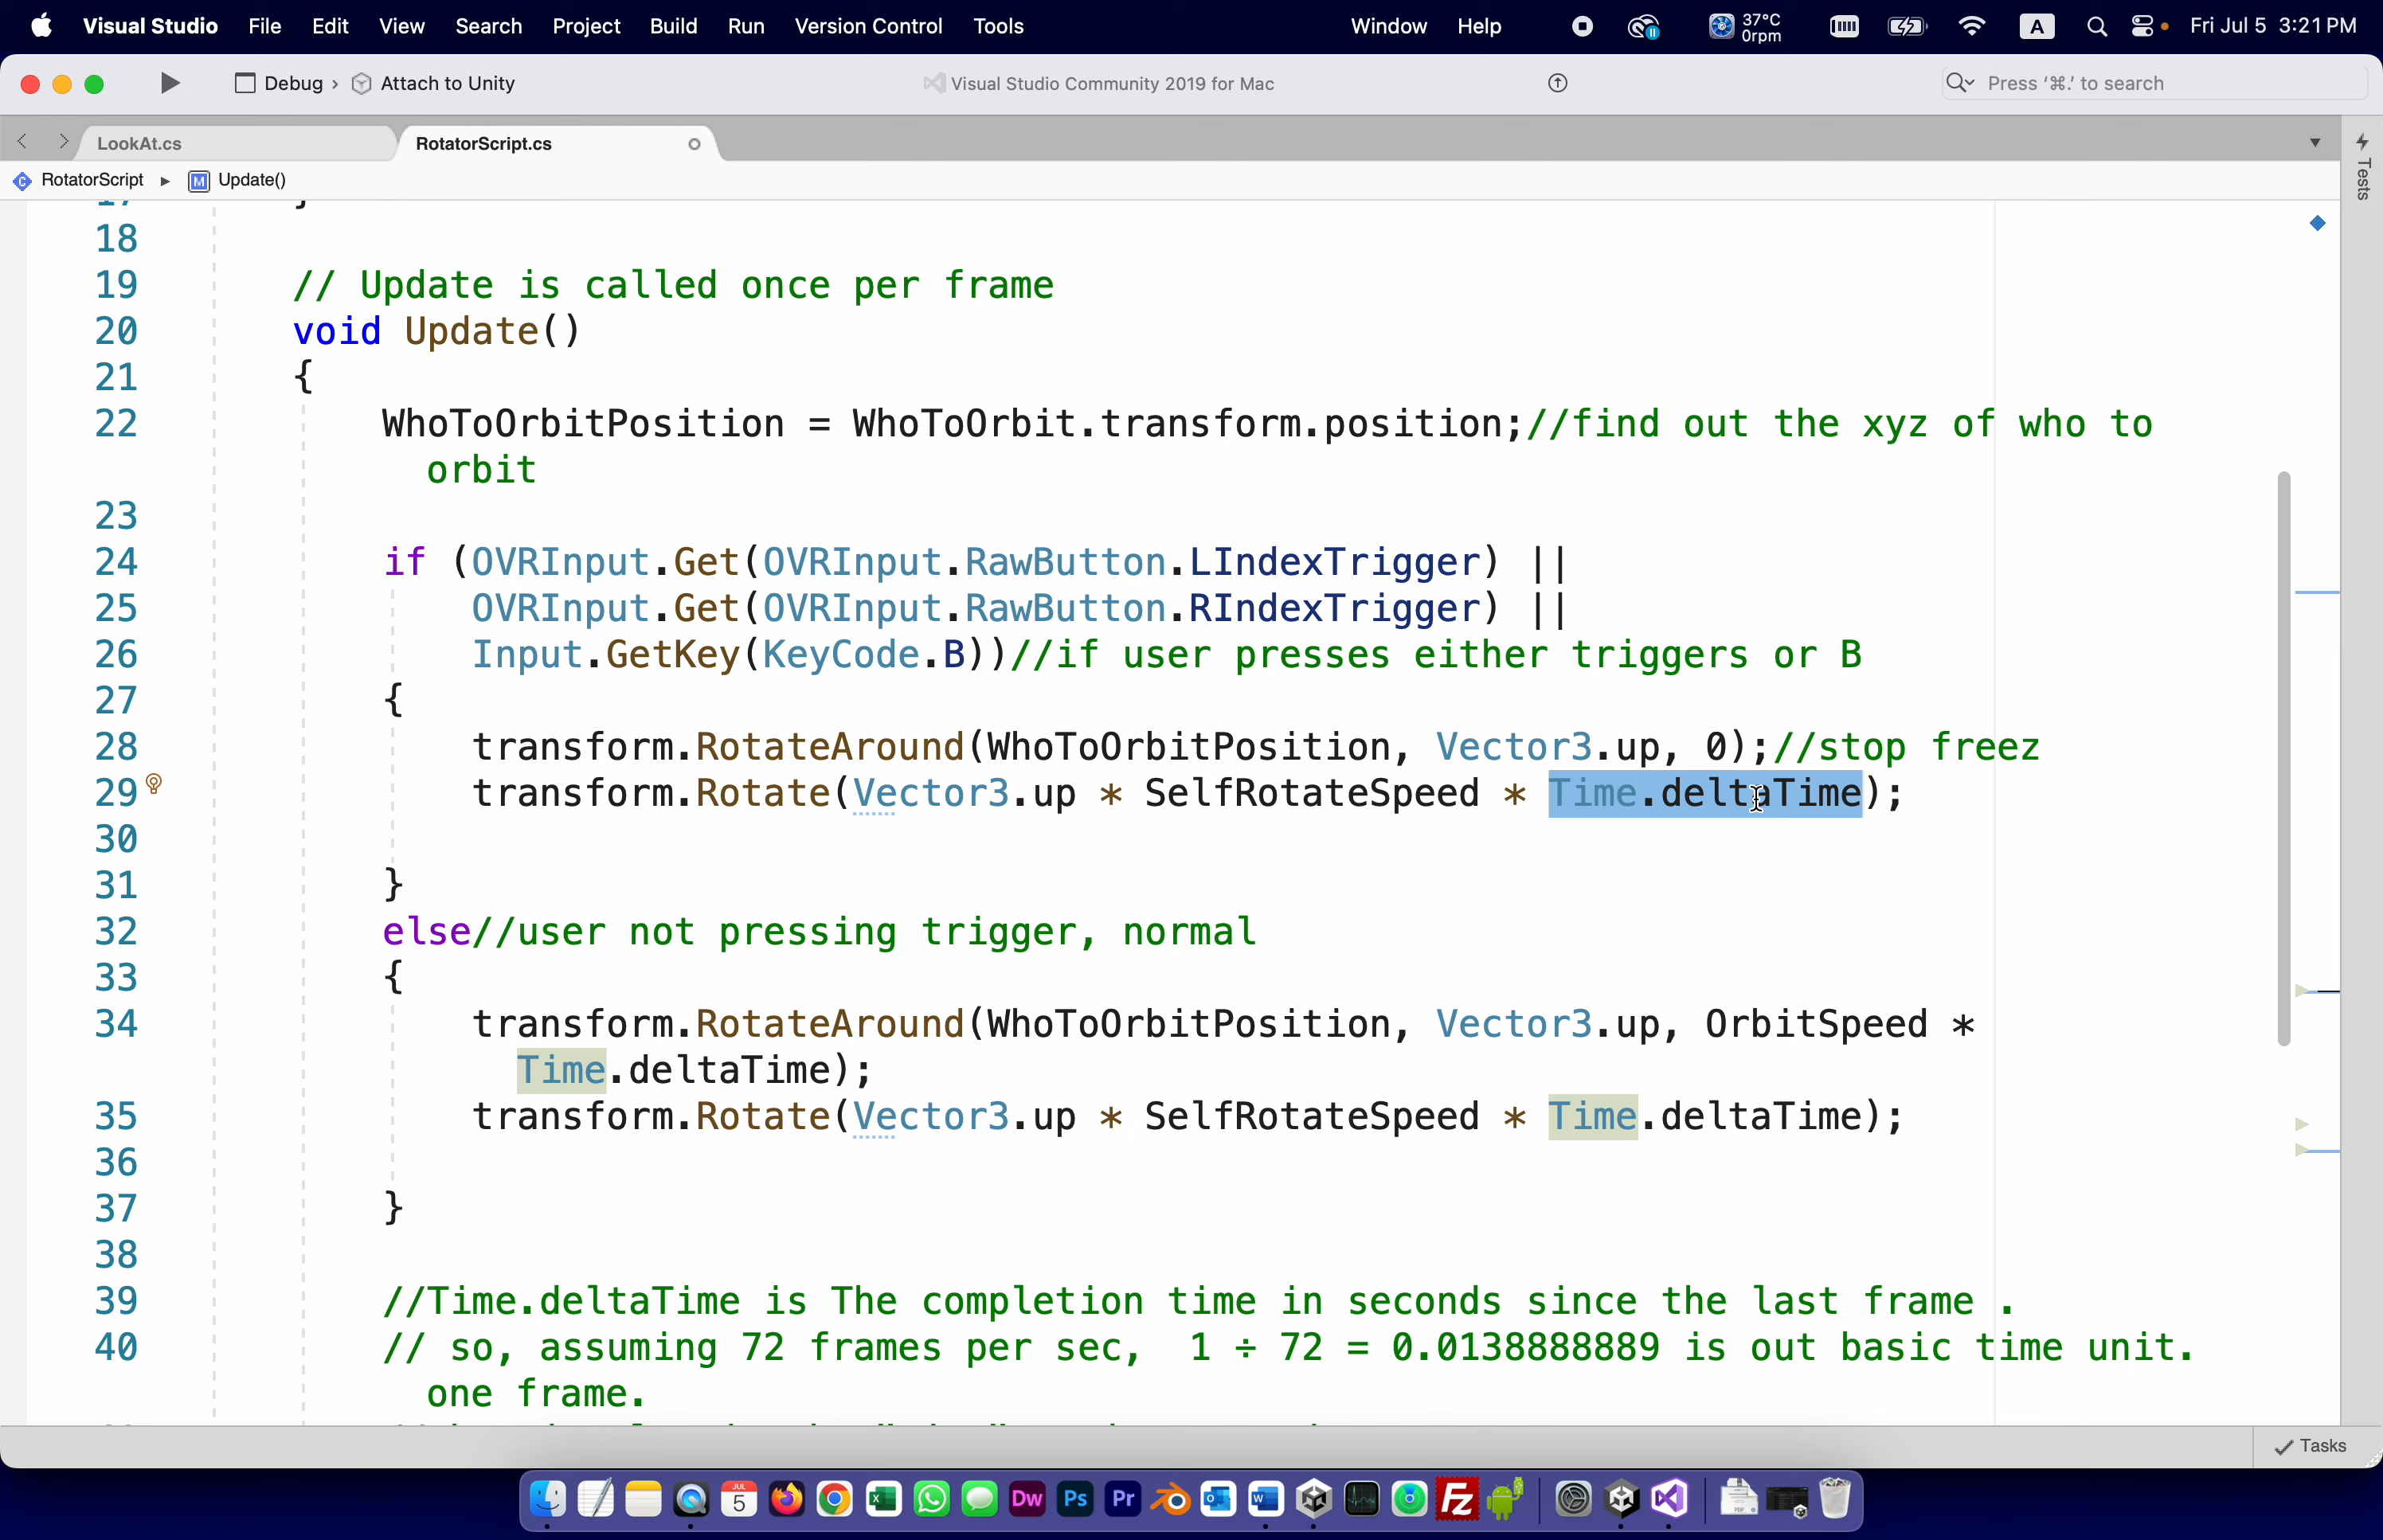 Visual Studio File Edit View Search Project Build Run Version Control Tools Window Help 37°C 0rpm A Fri Jul 5 3:21 PM
Debug › Attach to Unity Visual Studio Community 2019 for Mac Press ‘⌘.’ to search
LookAt.cs RotatorScript.cs
Tests
RotatorScript ▸ M Update()
18
19 // Update is called once per frame
20 void Update()
21 {
22 WhoToOrbitPosition = WhoToOrbit.transform.position;//find out the xyz of who to
orbit
23
24 if (OVRInput.Get(OVRInput.RawButton.LIndexTrigger) ||
25 OVRInput.Get(OVRInput.RawButton.RIndexTrigger) ||
26 Input.GetKey(KeyCode.B))//if user presses either triggers or B
27 {
28 transform.RotateAround(WhoToOrbitPosition, Vector3.up, 0);//stop freez
29 transform.Rotate(Vector3.up * SelfRotateSpeed * Time.deltaTime);
30
31 }
32 else//user not pressing trigger, normal
33 {
34 transform.RotateAround(WhoToOrbitPosition, Vector3.up, OrbitSpeed *
Time.deltaTime);
35 transform.Rotate(Vector3.up * SelfRotateSpeed * Time.deltaTime);
36
37 }
38
39 //Time.deltaTime is The completion time in seconds since the last frame .
40 // so, assuming 72 frames per sec, 1 ÷ 72 = 0.0138888889 is out basic time unit.
one frame.
Tasks
JUL 5 Dw Ps Pr Fz